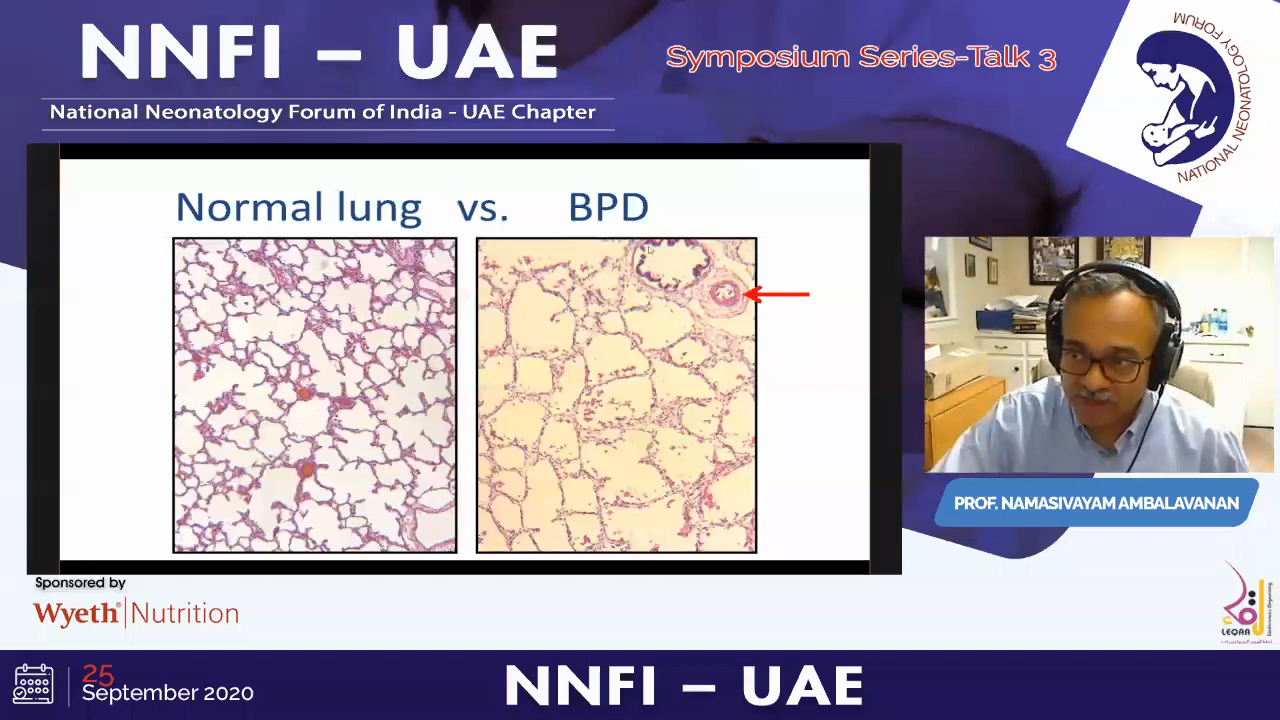 NNFI – UAE
National Neonatology Forum of India - UAE Chapter
Symposium Series-Talk 3
NATIONAL NEONATOLOGY FORUM
Normal lung vs. BPD
PROF. NAMASIVAYAM AMBALAVANAN
Sponsored by
Wyeth® Nutrition
LEQAA
25
September 2020
NNFI – UAE